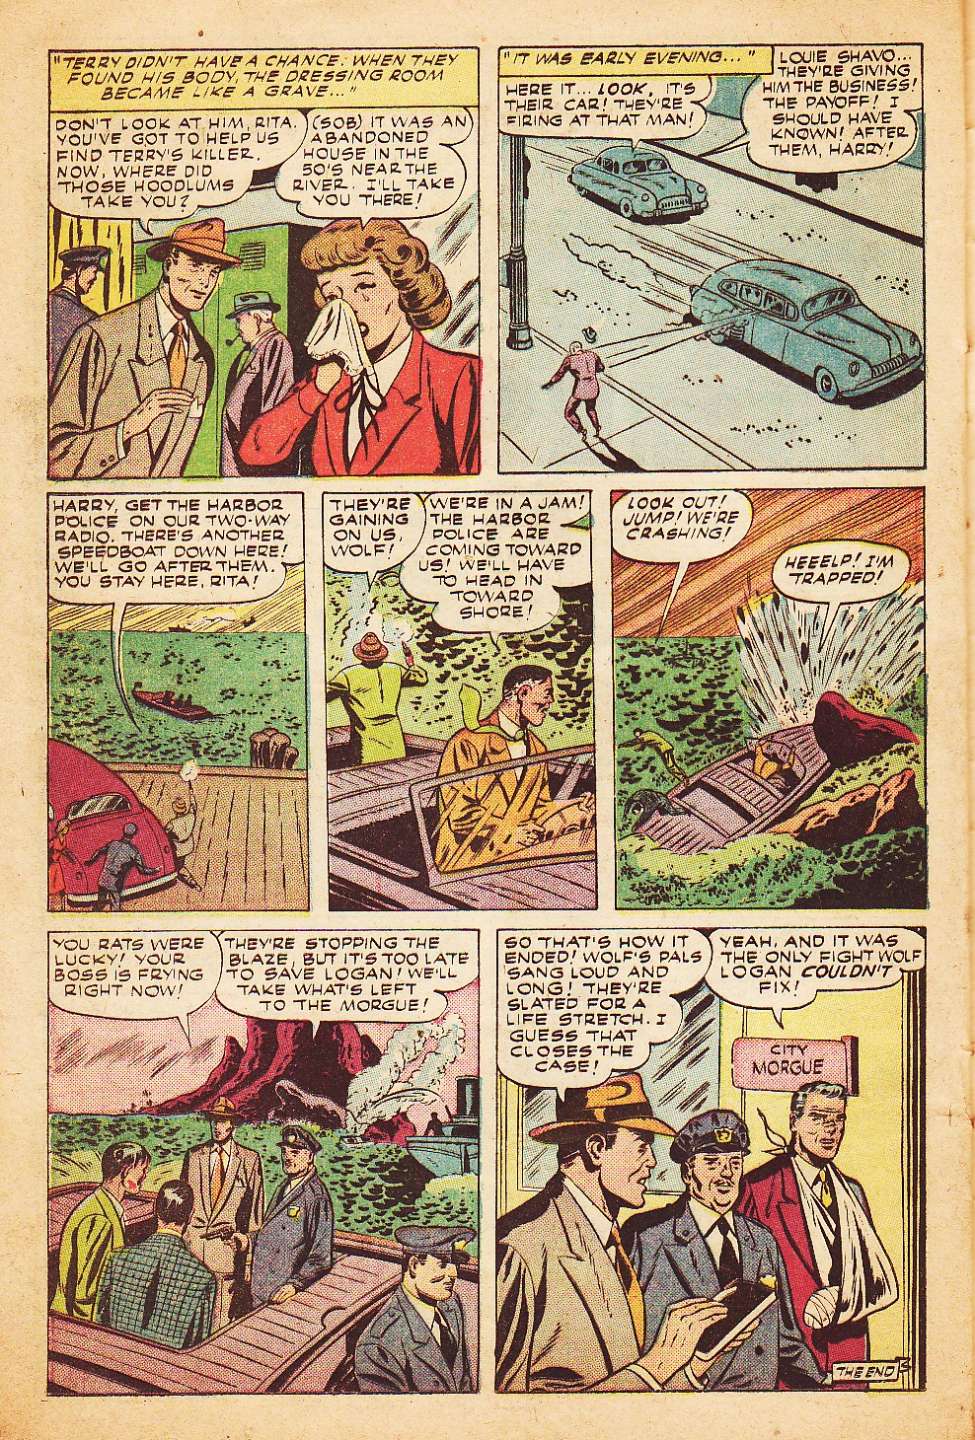 "TERRY DIDN'T HAVE A CHANCE. WHEN THEY
FOUND HIS BODY, THE DRESSING ROOM
BECAME LIKE A GRAVE..."
DON'T LOOK AT HIM, RITA.
YOU'VE GOT TO HELP US
FIND TERRY'S KILLER.
NOW, WHERE DID
THOSE HOODLUMS
TAKE YOU?
(SOB) IT WAS AN
ABANDONED
HOUSE IN THE
50'S NEAR THE
RIVER. I'LL TAKE
YOU THERE!
"IT WAS EARLY EVENING..."
HERE IT... LOOK, IT'S
THEIR CAR! THEY'RE
FIRING AT THAT MAN!
LOUIE SHAVO...
THEY'RE GIVING
HIM THE BUSINESS!
THE PAYOFF! I
SHOULD HAVE
KNOWN! AFTER
THEM, HARRY!
HARRY, GET THE HARBOR
POLICE ON OUR TWO-WAY
RADIO. THERE'S ANOTHER
SPEEDBOAT DOWN HERE!
WE'LL GO AFTER THEM.
YOU STAY HERE, RITA!
THEY'RE
GAINING
ON US,
WOLF!
WE'RE IN A JAM!
THE HARBOR
POLICE ARE
COMING TOWARD
US! WE'LL HAVE
TO HEAD IN
TOWARD
SHORE!
LOOK OUT!
JUMP! WE'RE
CRASHING!
HEEELP! I'M
TRAPPED!
YOU RATS WERE
LUCKY! YOUR
BOSS IS FRYING
RIGHT NOW!
THEY'RE STOPPING THE
BLAZE, BUT IT'S TOO LATE
TO SAVE LOGAN! WE'LL
TAKE WHAT'S LEFT
TO THE MORGUE!
SO THAT'S HOW IT
ENDED! WOLF'S PALS
SANG LOUD AND
LONG! THEY'RE
SLATED FOR A
LIFE STRETCH. I
GUESS THAT
CLOSES THE
CASE!
YEAH, AND IT WAS
THE ONLY FIGHT WOLF
LOGAN COULDN'T
FIX!
CITY
MORGUE
THE END